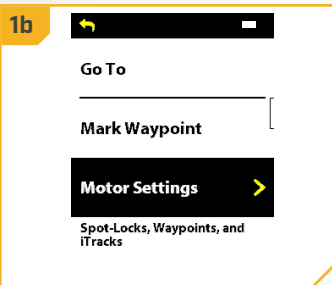 1b
Go To
Mark Waypoint
Motor Settings
Spot-Locks, Waypoints, and
iTracks